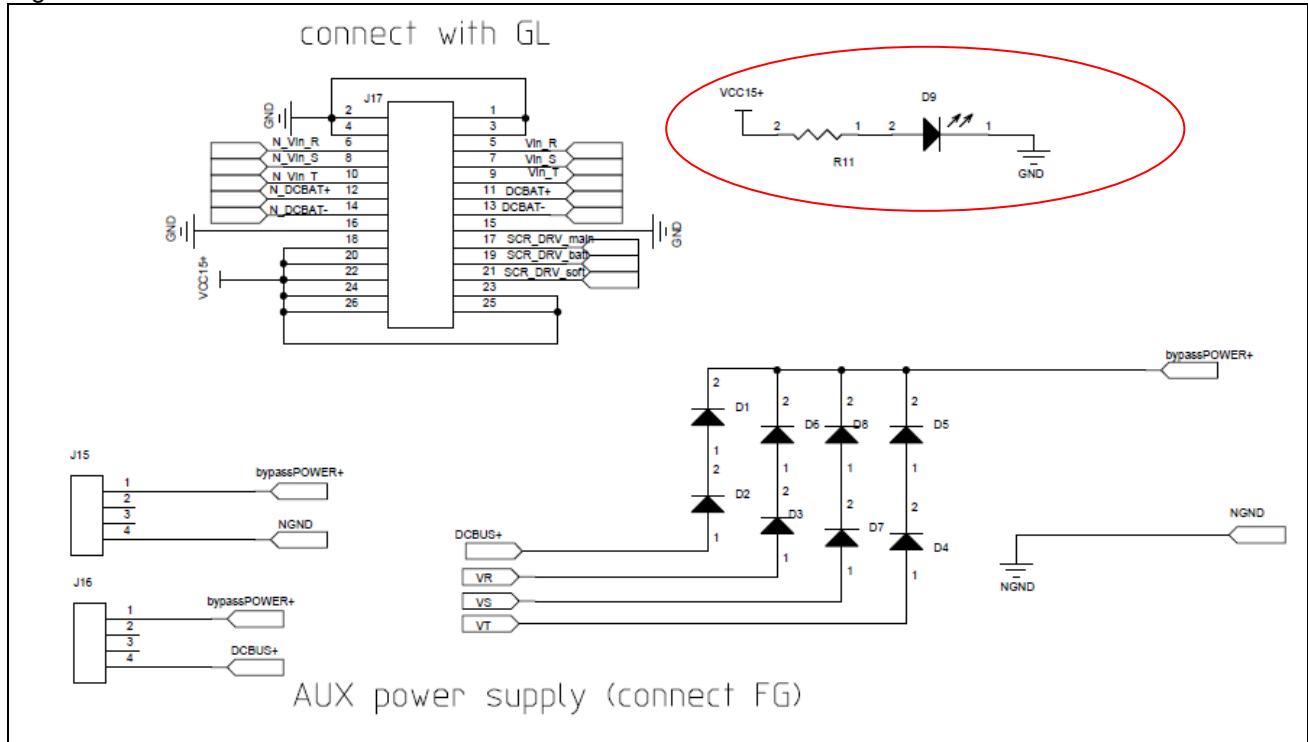 connect with GL
J17
GND
2 1
4 3
N_Vin_R 6 5 Vin_R
N_Vin_S 8 7 Vin_S
N_Vin_T 10 9 Vin_T
N_DCBAT+ 12 11 DCBAT+
N_DCBAT- 14 13 DCBAT-
GND 16 15 GND
18 17 SCR_DRV_main
20 19 SCR_DRV_batt
VCC15+ 22 21 SCR_DRV_soft
24 23
26 25
VCC15+ D9
2 1 2 1
R11
GND
bypassPOWER+
2 2 2 2
D1 D6 D8 D5
1 1 1 1
2 2 2 2
D2 D3 D7 D4
1 1 1 1
DCBUS+
VR
VS
VT
NGND
NGND
J15
1 bypassPOWER+
2
3
4 NGND
J16
1 bypassPOWER+
2
3
4 DCBUS+
AUX power supply (connect FG)